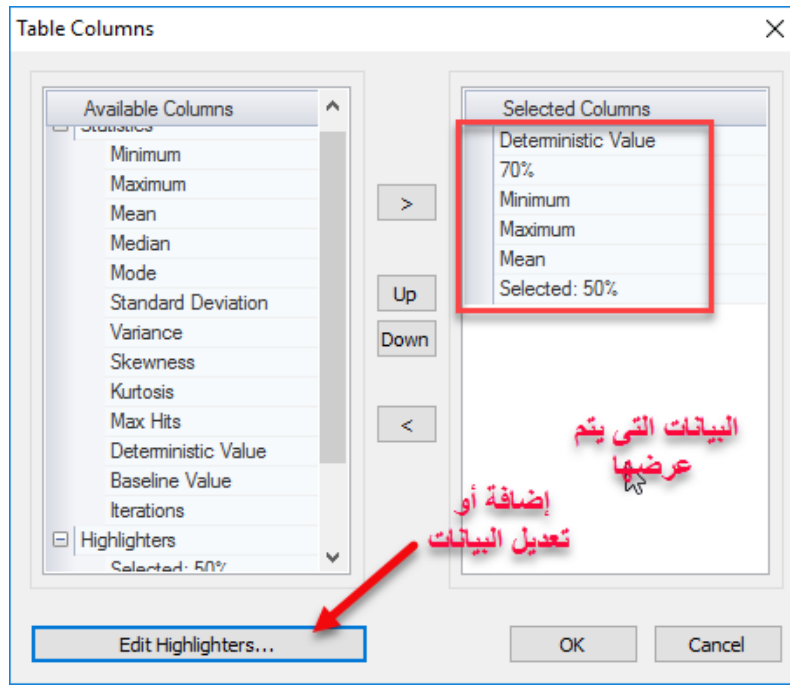 Table Columns
Available Columns
Statistics
Minimum
Maximum
Mean
Median
Mode
Standard Deviation
Variance
Skewness
Kurtosis
Max Hits
Deterministic Value
Baseline Value
Iterations
Highlighters
Selected: 50%
>
Up
Down
<
Selected Columns
Deterministic Value
70%
Minimum
Maximum
Mean
Selected: 50%
البيانات التى يتم
عرضها
إضافة أو
تعديل البيانات
Edit Highlighters...
OK
Cancel